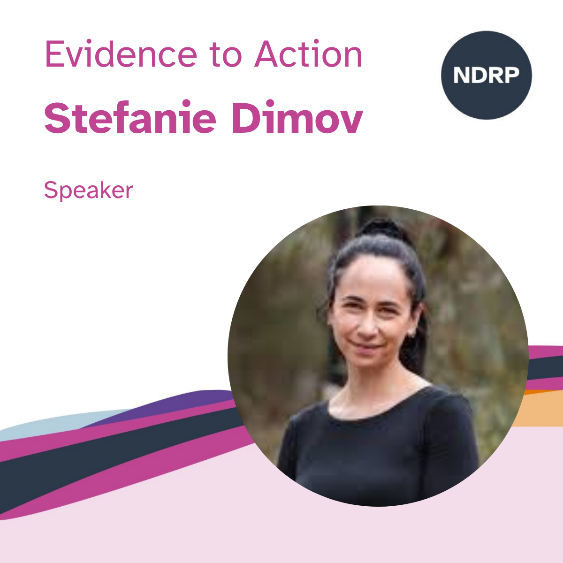 Evidence to Action
NDRP
Stefanie Dimov
Speaker